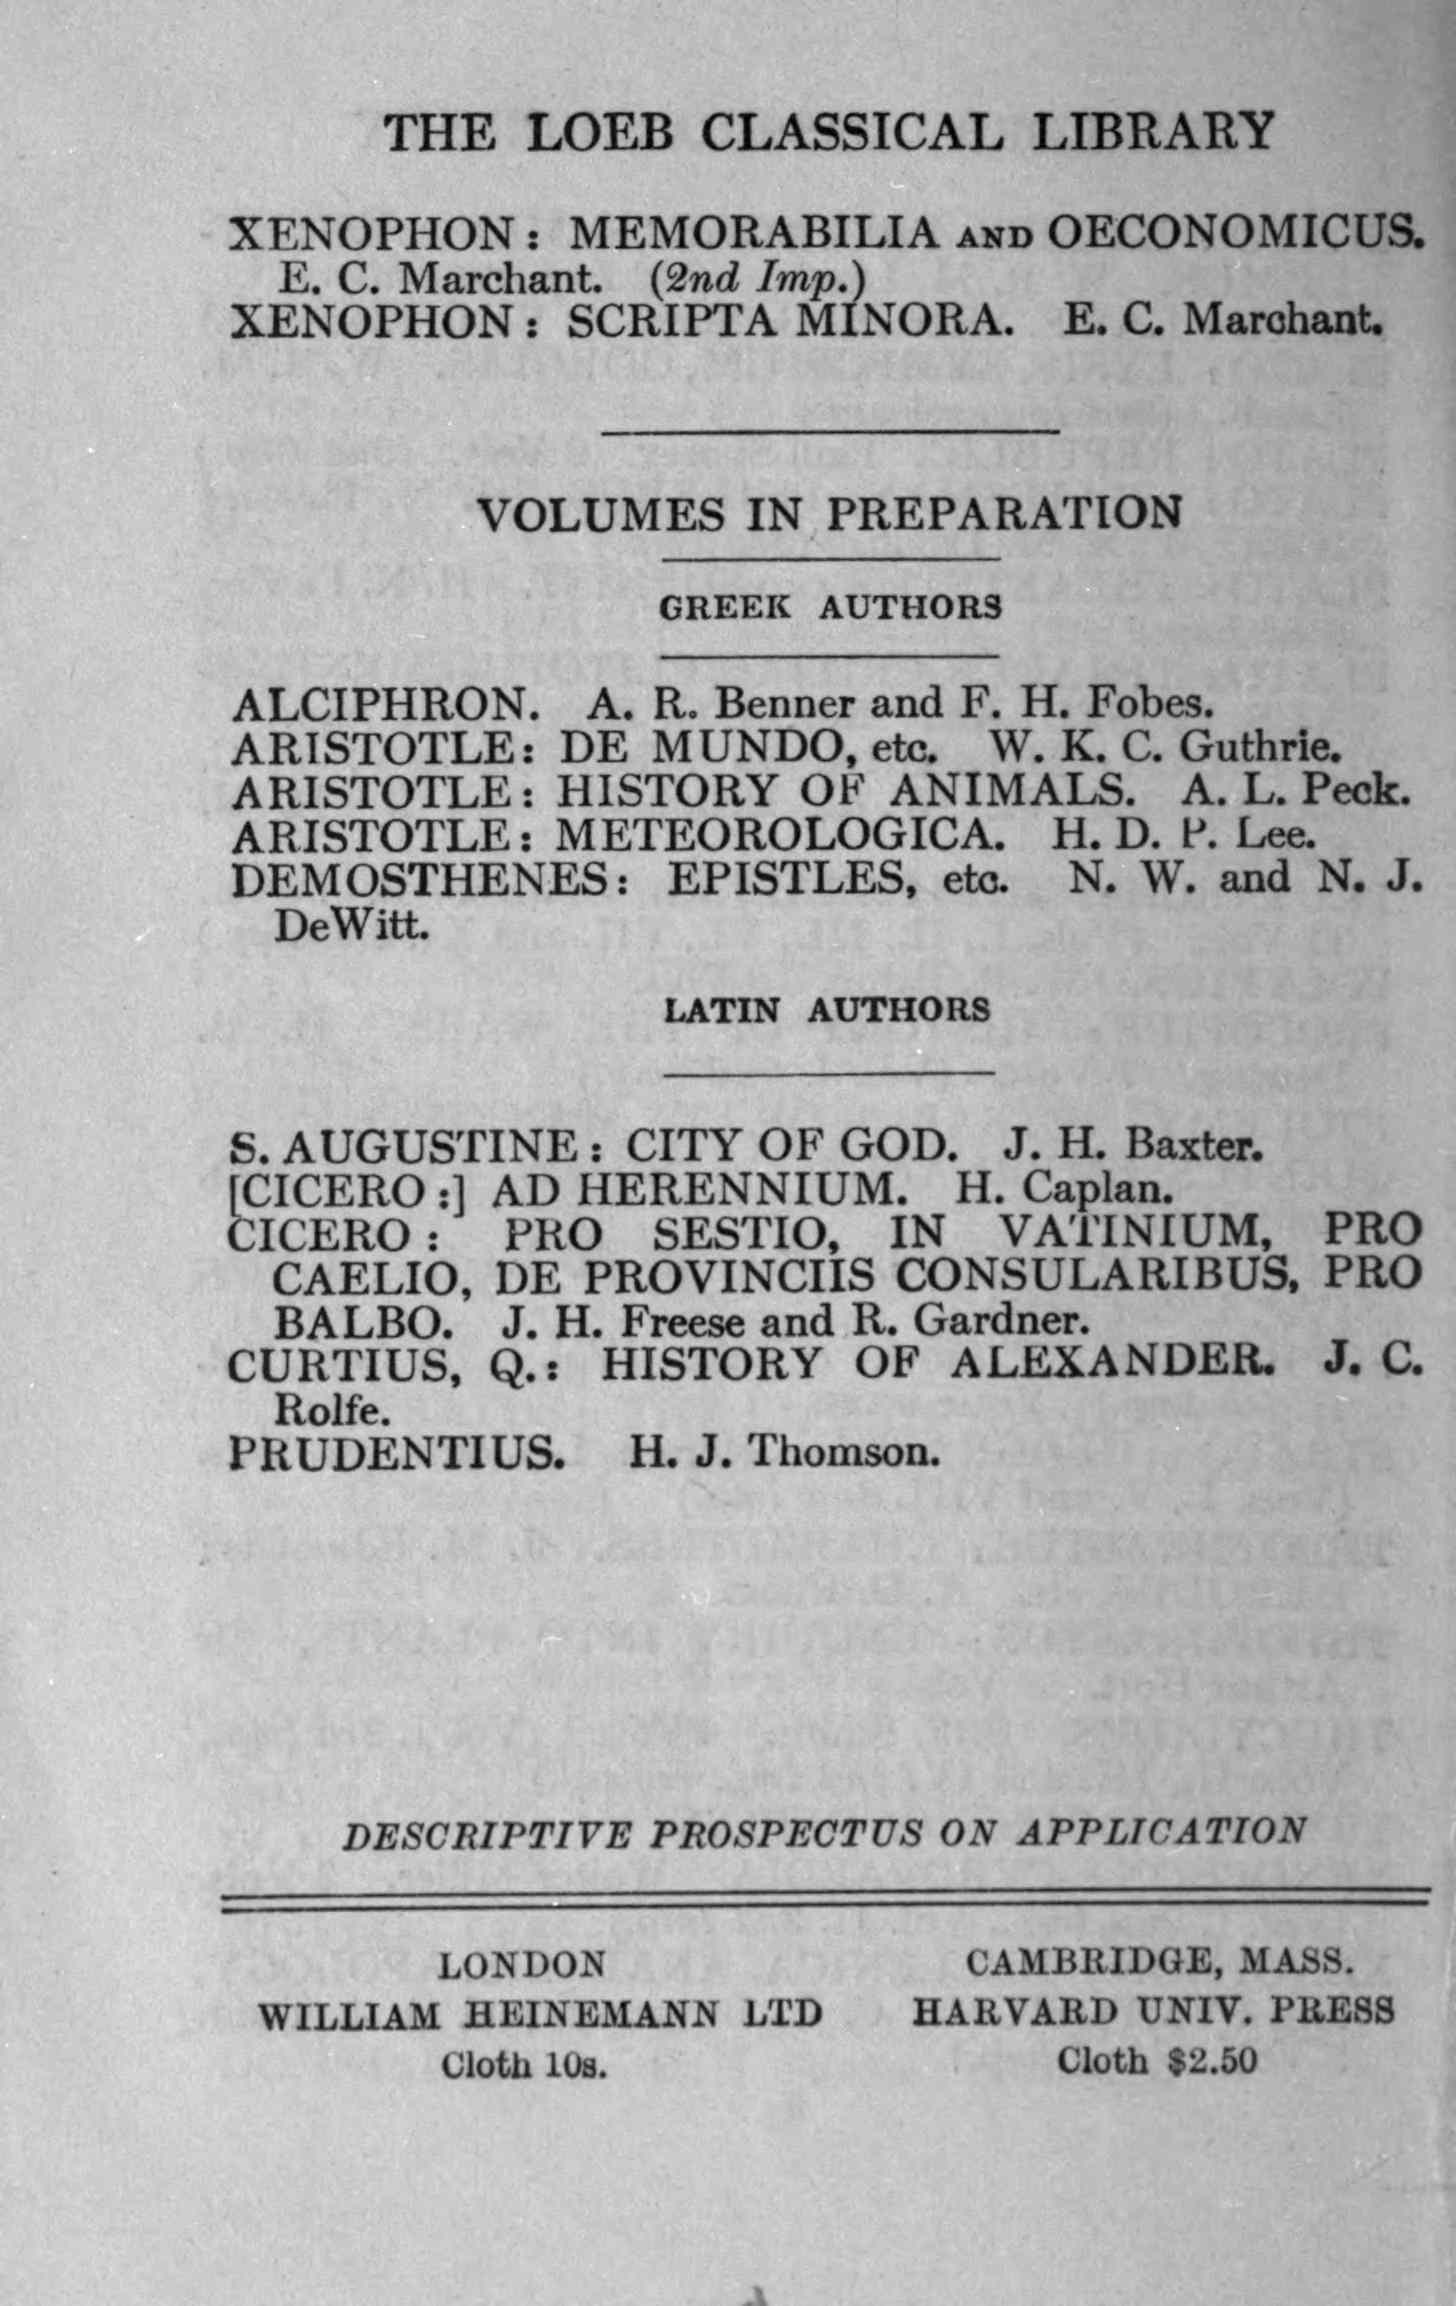 THE LOEB CLASSICAL LIBRARY
XENOPHON: MEMORABILIA AND OECONOMICUS.
E. C. Marchant. (2nd Imp.)
XENOPHON: SCRIPTA MINORA. E. C. Marchant.
VOLUMES IN PREPARATION
GREEK AUTHORS
ALCIPHRON. A. R. Benner and F. H. Fobes.
ARISTOTLE: DE MUNDO, etc. W. K. C. Guthrie.
ARISTOTLE: HISTORY OF ANIMALS. A. L. Peck.
ARISTOTLE: METEOROLOGICA. H. D. P. Lee.
DEMOSTHENES: EPISTLES, etc. N. W. and N. J.
DeWitt.
LATIN AUTHORS
S. AUGUSTINE: CITY OF GOD. J. H. Baxter.
[CICERO:] AD HERENNIUM. H. Caplan.
CICERO: PRO SESTIO, IN VATINIUM, PRO
CAELIO, DE PROVINCIIS CONSULARIBUS, PRO
BALBO. J. H. Freese and R. Gardner.
CURTIUS, Q.: HISTORY OF ALEXANDER. J. C.
Rolfe.
PRUDENTIUS. H. J. Thomson.
DESCRIPTIVE PROSPECTUS ON APPLICATION
LONDON CAMBRIDGE, MASS.
WILLIAM HEINEMANN LTD HARVARD UNIV. PRESS
Cloth 10s. Cloth $2.50